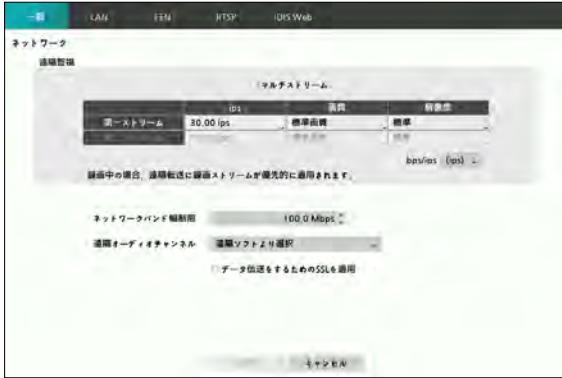 一般 LAN FEN RTSP IDIS Web
ネットワーク
遠隔監視
マルチストリーム
ips 画質 解像度
第一ストリーム 30.00 ips 標準画質 標準
bps/ips (ips)
録画中の場合、遠隔転送に録画ストリームが優先的に適用されます。
ネットワークバンド幅制限 100.0 Mbps
遠隔オーディオチャンネル 遠隔ソフトより選択
データ伝送をするためのSSLを適用
キャンセル